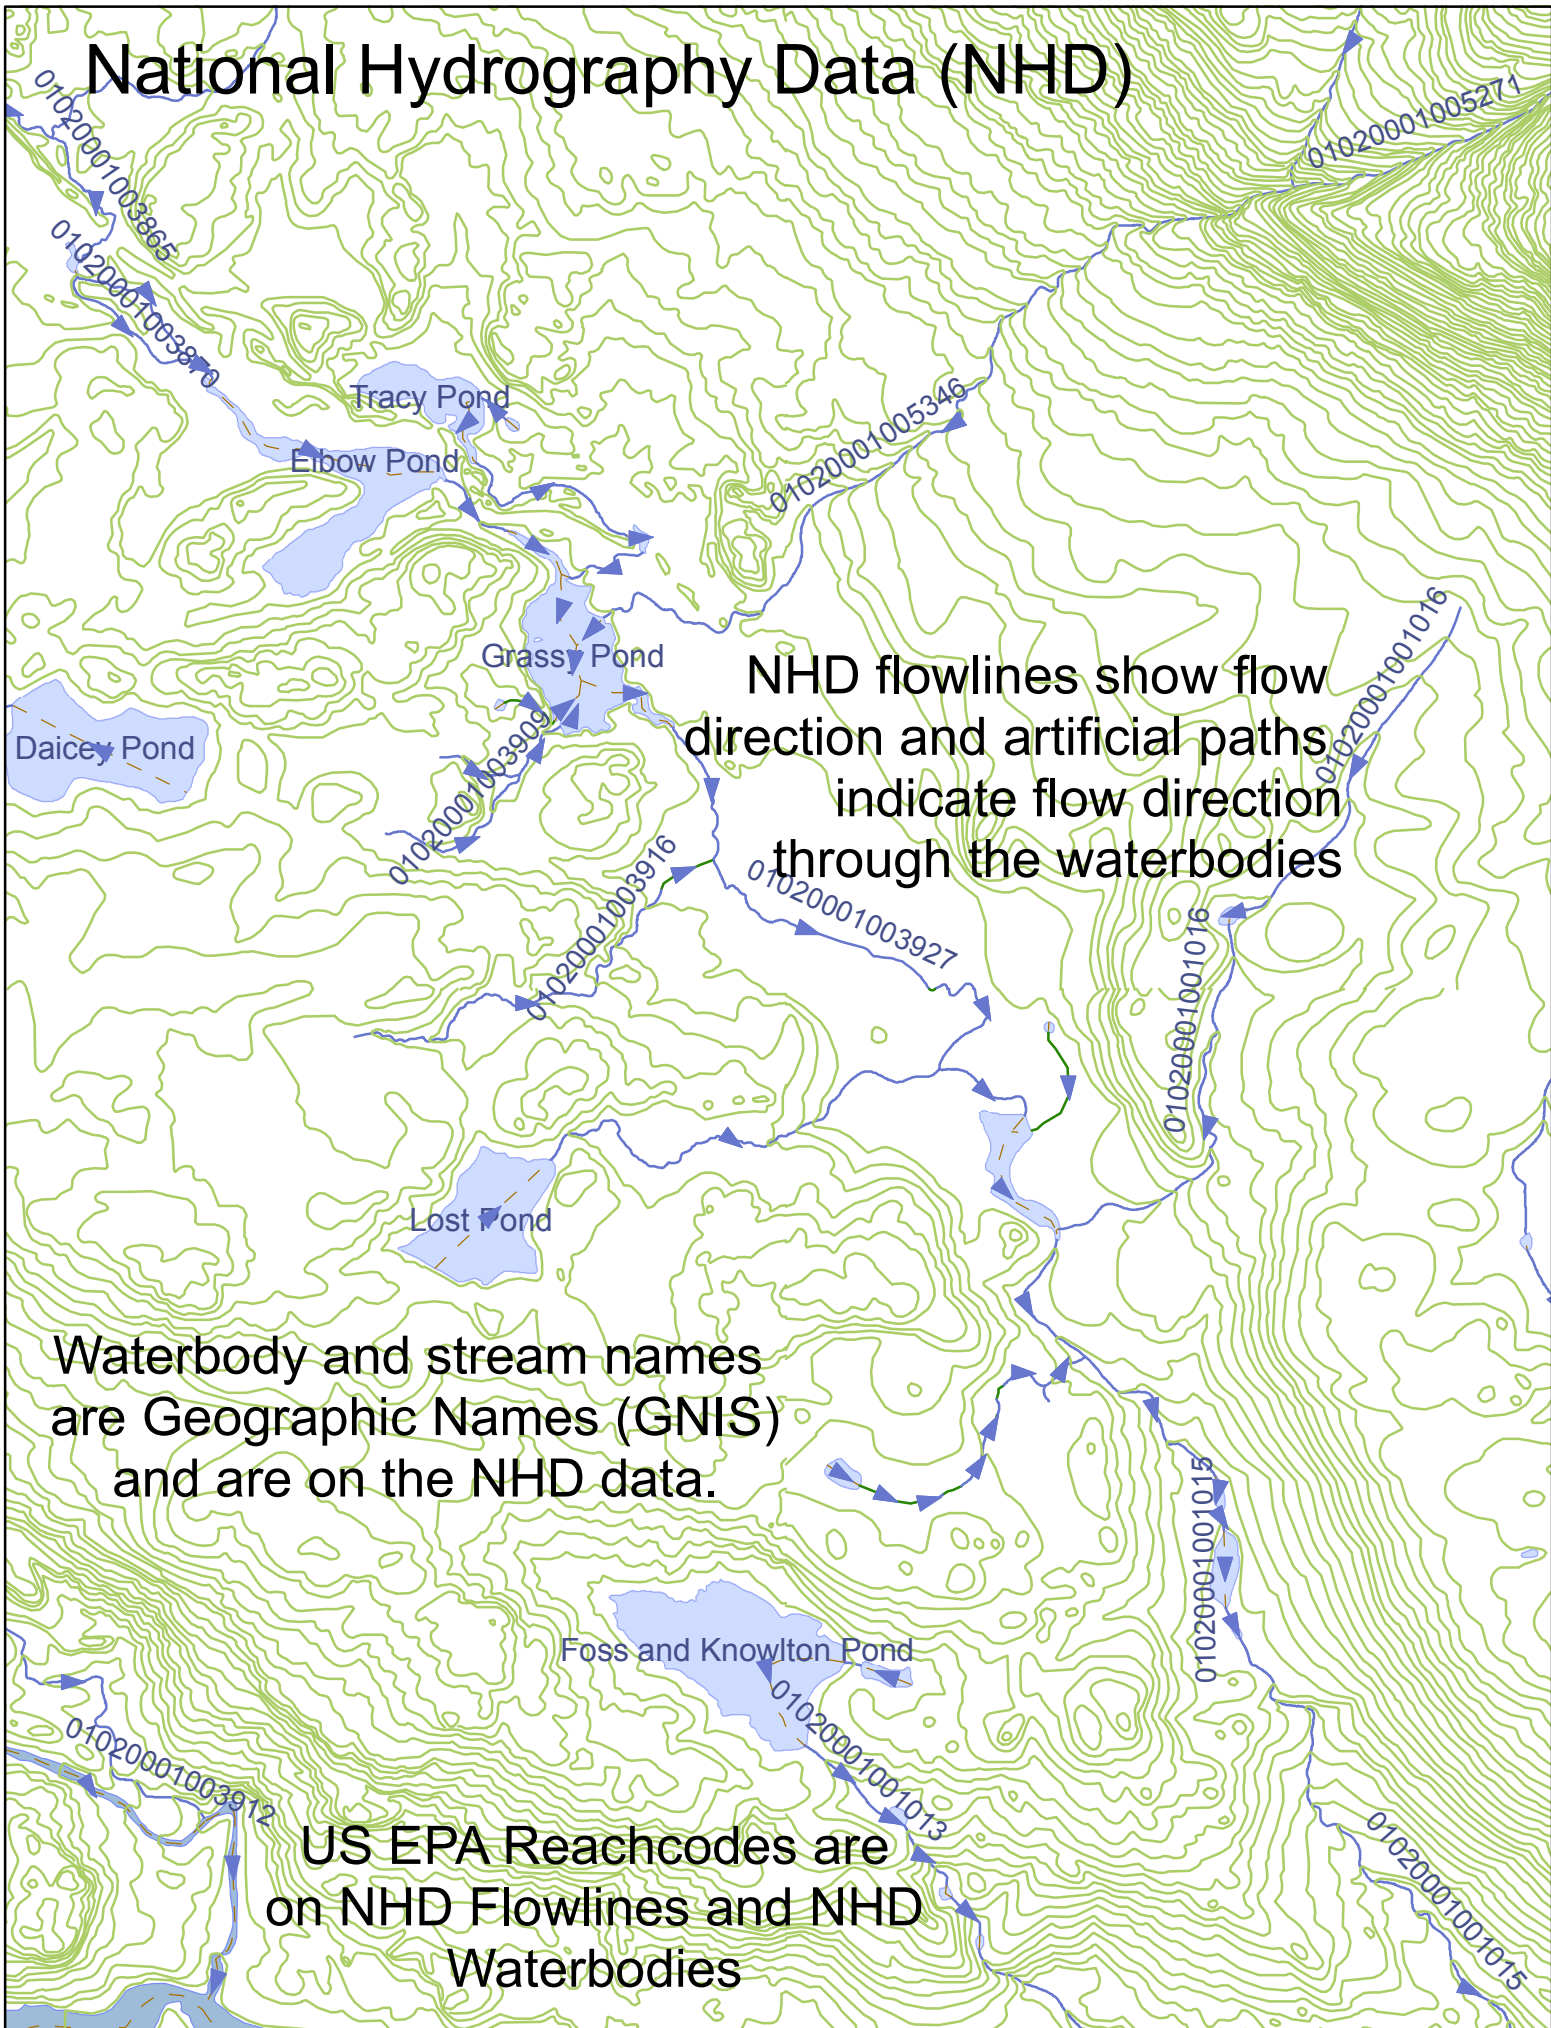 National Hydrography Data (NHD)
01020001005271
01020001003865
01020001003870
Tracy Pond
Elbow Pond
01020001005346
01020001001016
Grassy Pond
NHD flowlines show flow
direction and artificial paths
indicate flow direction
through the waterbodies
Daicey Pond
01020001003909
01020001003916
01020001003927
01020001001016
Lost Pond
Waterbody and stream names
are Geographic Names (GNIS)
and are on the NHD data.
01020001001015
Foss and Knowlton Pond
01020001001013
01020001003912
US EPA Reachcodes are
on NHD Flowlines and NHD
Waterbodies
01020001001015